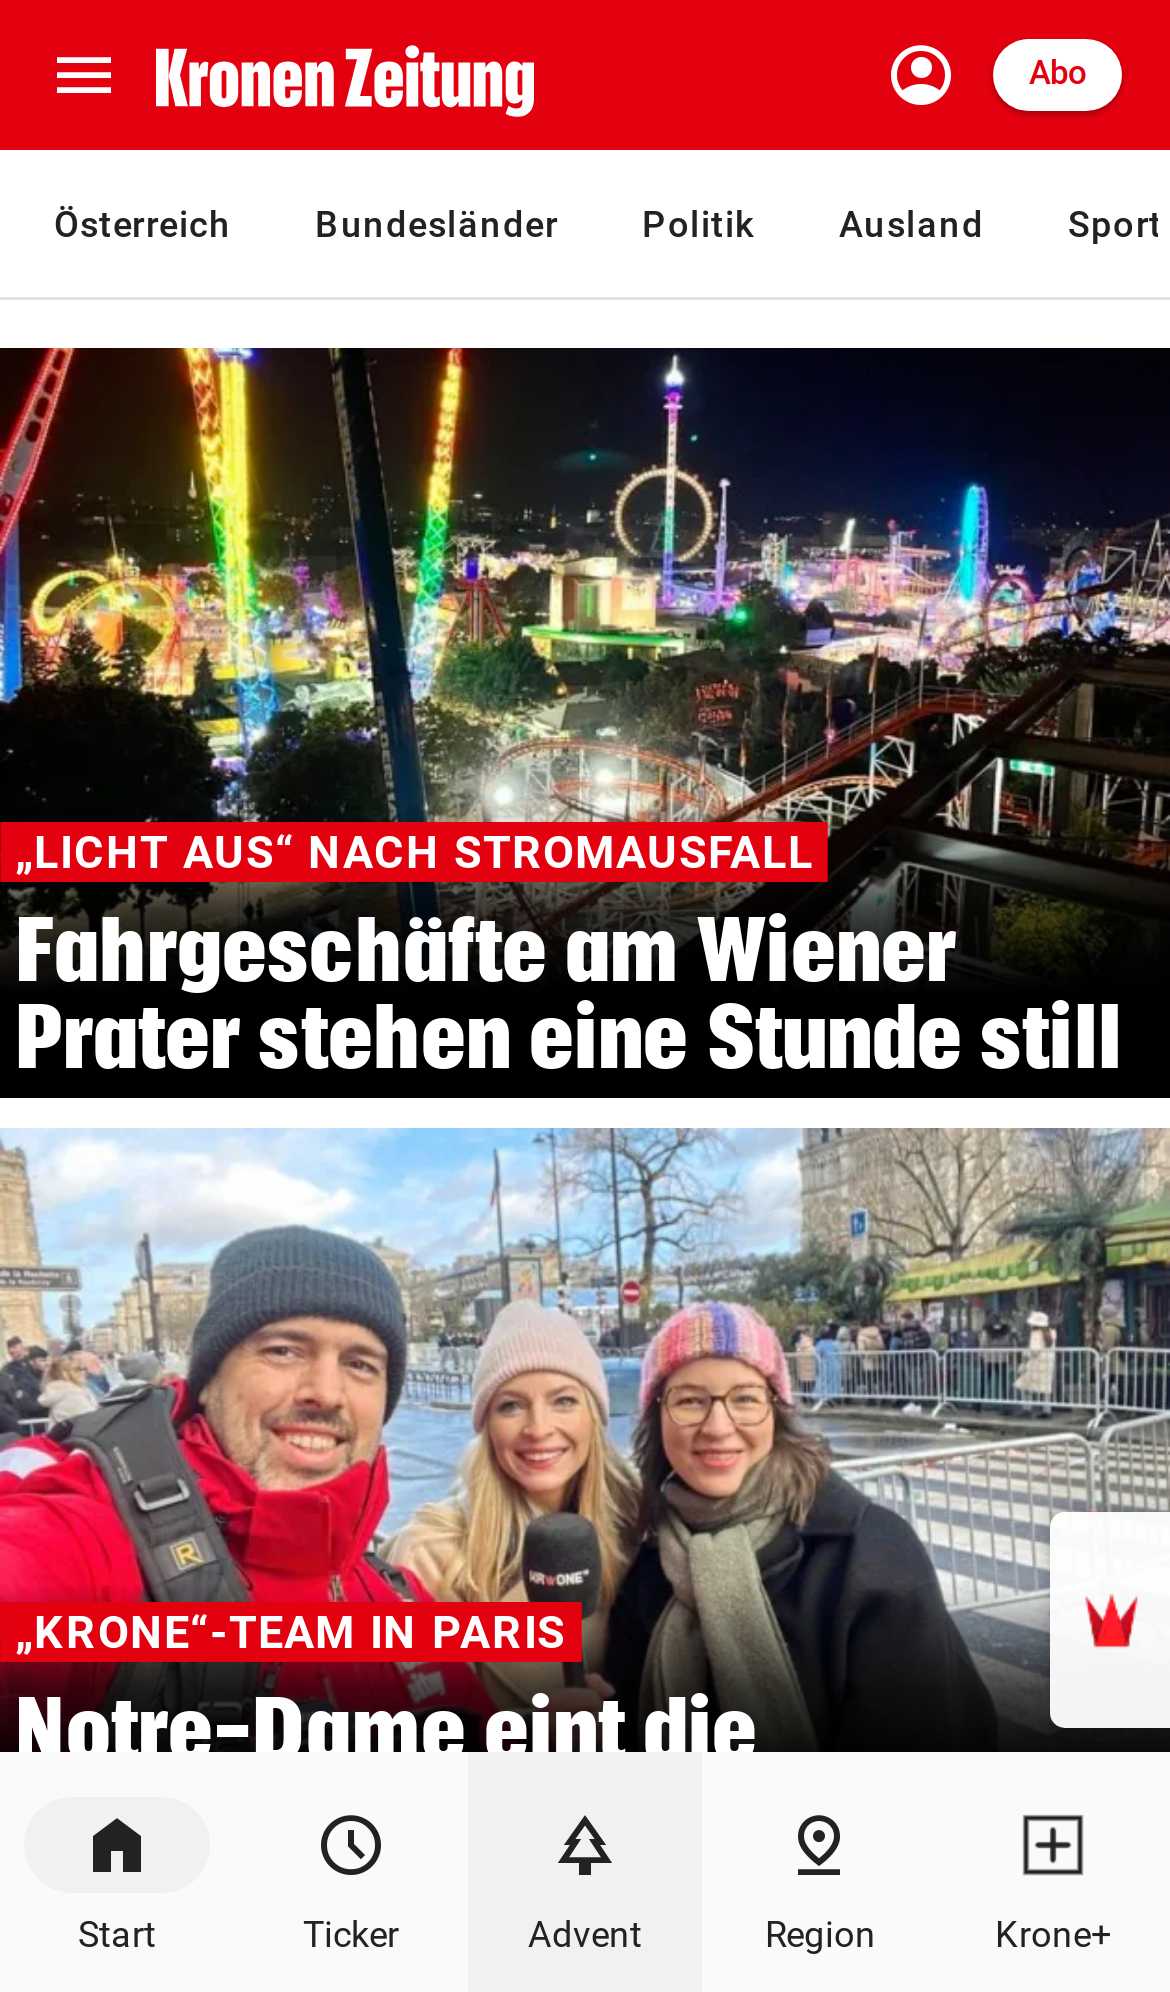 Kronen Zeitung
Abo
Österreich Bundesländer Politik Ausland Sport
„LICHT AUS“ NACH STROMAUSFALL
Fahrgeschäfte am Wiener
Prater stehen eine Stunde still
KRONE
„KRONE“-TEAM IN PARIS
Notre-Dame eint die
Start Ticker Advent Region Krone+